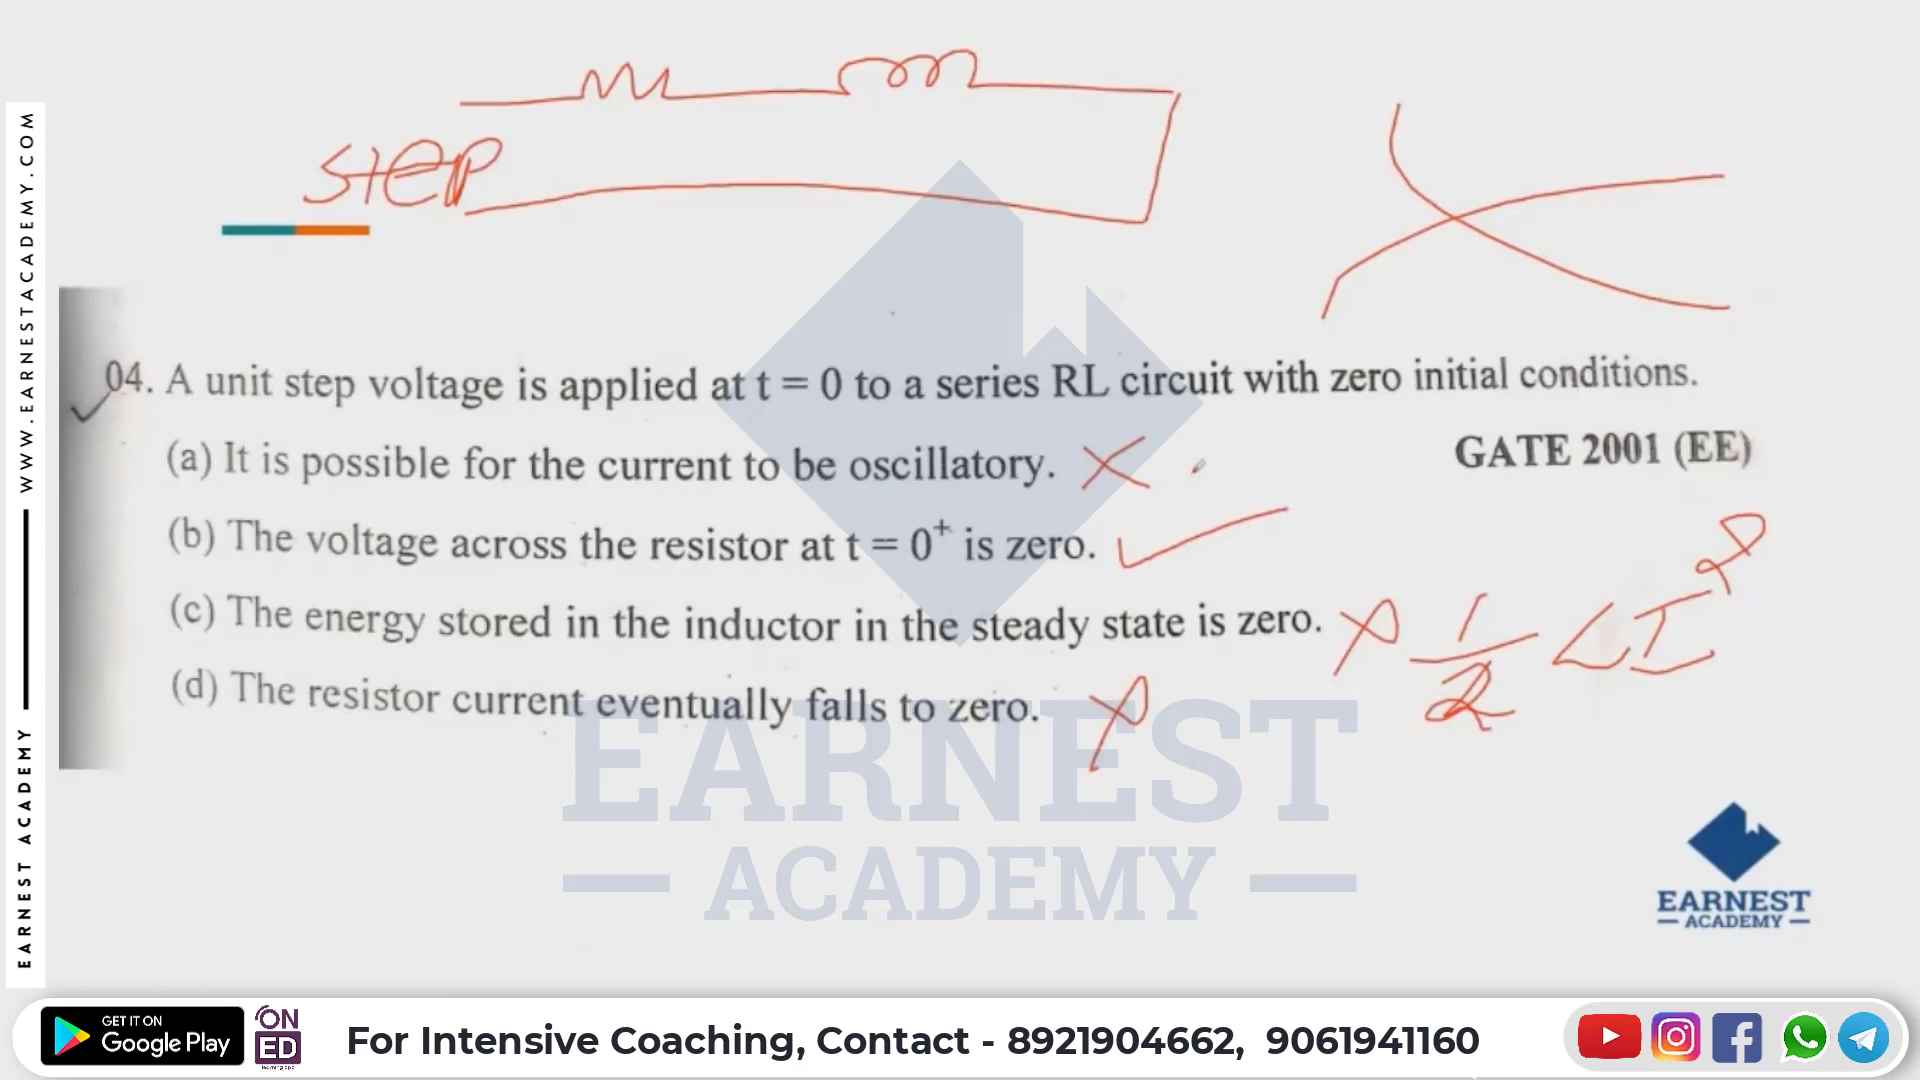 STEP
04. A unit step voltage is applied at t = 0 to a series RL circuit with zero initial conditions.
GATE 2001 (EE)
(a) It is possible for the current to be oscillatory.
(b) The voltage across the resistor at t = 0⁺ is zero.
(c) The energy stored in the inductor in the steady state is zero. 1/2 LI²
(d) The resistor current eventually falls to zero.
EARNEST
ACADEMY
EARNEST
ACADEMY
EARNEST ACADEMY WWW.EARNESTACADEMY.COM
GET IT ON
Google Play
ON
ED
For Intensive Coaching, Contact - 8921904662, 9061941160